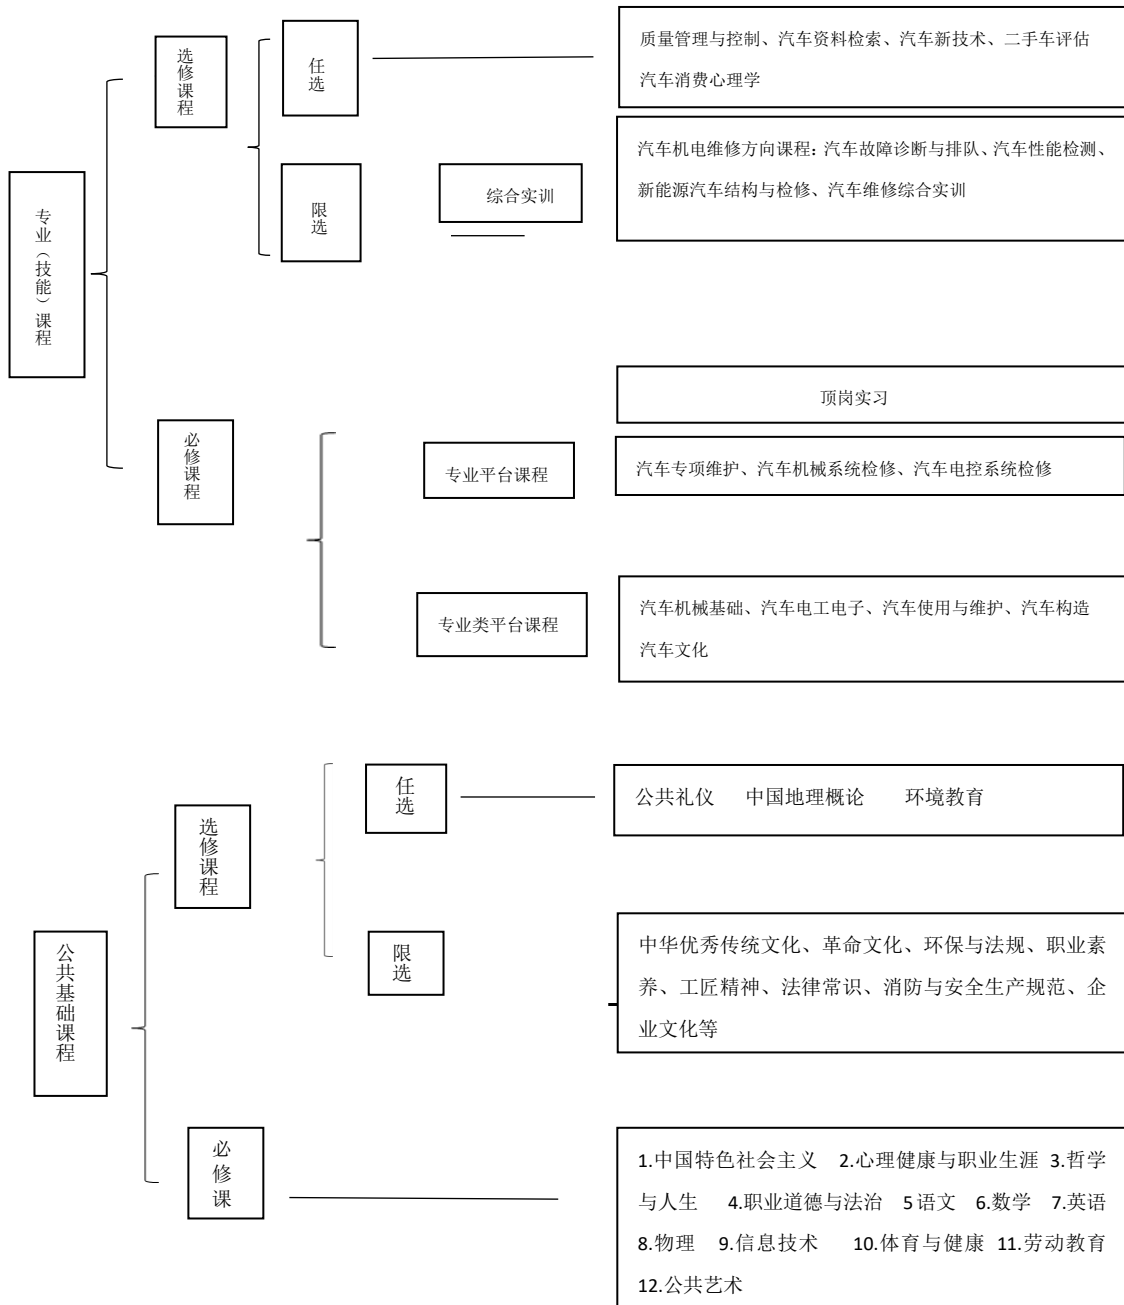 专业（技能）课程
选修课程
任选
质量管理与控制、汽车资料检索、汽车新技术、二手车评估
汽车消费心理学
限选
综合实训
汽车机电维修方向课程：汽车故障诊断与排队、汽车性能检测、
新能源汽车结构与检修、汽车维修综合实训
必修课程
顶岗实习
专业平台课程
汽车专项维护、汽车机械系统检修、汽车电控系统检修
专业类平台课程
汽车机械基础、汽车电工电子、汽车使用与维护、汽车构造
汽车文化
公共基础课程
选修课程
任选
公共礼仪 中国地理概论 环境教育
限选
中华优秀传统文化、革命文化、环保与法规、职业素
养、工匠精神、法律常识、消防与安全生产规范、企
业文化等
必修课
1.中国特色社会主义 2.心理健康与职业生涯 3.哲学
与人生 4.职业道德与法治 5 语文 6.数学 7.英语
8.物理 9.信息技术 10.体育与健康 11.劳动教育
12.公共艺术